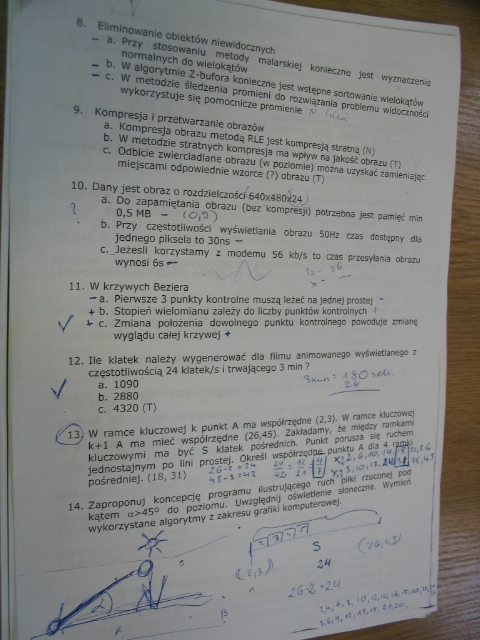 8. Eliminowanie obiektów niewidocznych
– a. Przy stosowaniu metody malarskiej konieczne jest wyznaczenie
normalnych do wielokątów
– b. W algorytmie Z-bufora konieczne jest wstępne sortowanie wielokątów
– c. W metodzie śledzenia promieni do rozwiązania problemu widoczności
wykorzystuje się pomocnicze promienie
9. Kompresja i przetwarzanie obrazów
a. Kompresja obrazu metodą RLE jest kompresją stratną (N)
b. W metodzie stratnych kompresja ma wpływ na jakość obrazu (T)
c. Odbicie zwierciadlane obrazu (w poziomie) można uzyskać zamieniając
miejscami odpowiednie wzorce (?) obrazu (T)
10. Dany jest obraz o rozdzielczości 640x480x24
a. Do zapamiętania obrazu (bez kompresji) potrzebna jest pamięć min
0,5 MB – (0,9)
? b. Przy częstotliwości wyświetlania obrazu 50Hz czas dostępny dla
jednego piksela to 30ns –
c. Jeżesli korzystamy z modemu 56 kb/s to czas przesyłania obrazu
wynosi 6s –
11. W krzywych Beziera
– a. Pierwsze 3 punkty kontrolne muszą leżeć na jednej prostej –
+ b. Stopień wielomianu zależy do liczby punktów kontrolnych
+ c. Zmiana położenia dowolnego punktu kontrolnego powoduje zmianę
wyglądu całej krzywej +
12. Ile klatek należy wygenerować dla filmu animowanego wyświetlanego z
częstotliwością 24 klatek/s i trwającego 3 min ?
3min = 180 sek.
24
a. 1090
b. 2880
c. 4320 (T)
13. W ramce kluczowej k punkt A ma współrzędne (2,3). W ramce kluczowej
k+1 A ma mieć współrzędne (26,45). Zakładamy, że między ramkami
kluczowymi ma być S klatek pośrednich. Punkt porusza się ruchem
jednostajnym po lini prostej. Określ współrzędne punktu A dla 4 ramki
pośredniej. (18, 31)
26-2=24
45-3=42
14. Zaproponuj koncepcję programu ilustrującego ruch piłki rzuconej pod
kątem α>45° do poziomu. Uwzględnij oświetlenie słoneczne. Wymień
wykorzystane algorytmy z zakresu grafiki komputerowej.
S
(2,3)
24
26-2=24